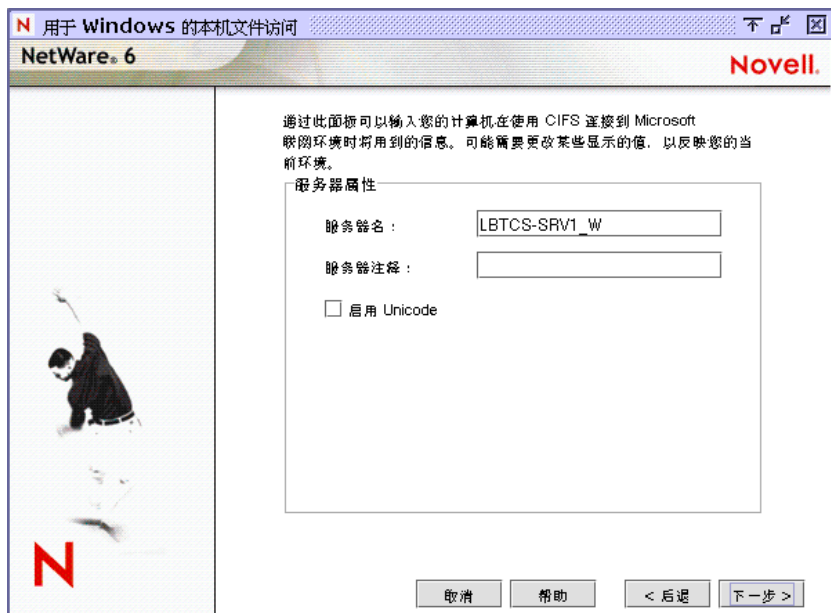 N 用于 Windows 的本机文件访问
NetWare® 6
Novell.
通过此面板可以输入您的计算机在使用 CIFS 连接到 Microsoft
联网环境时将用到的信息。可能需要更改某些显示的值，以反映您的当
前环境。
服务器属性
服务器名：
LBTCS-SRV1_W
服务器注释：
启用 Unicode
N
取消
帮助
< 后退
下一步 >